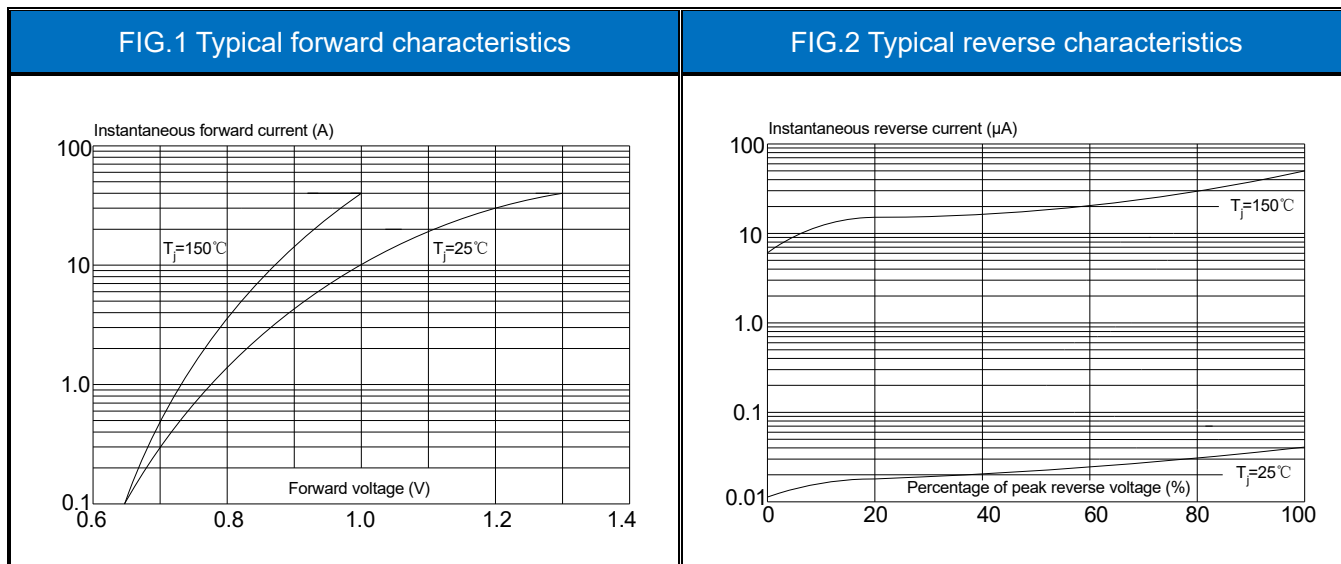 FIG.1 Typical forward characteristics
Instantaneous forward current (A)
100
10
1.0
0.1
Tj=150℃
Tj=25℃
Forward voltage (V)
0.6 0.8 1.0 1.2 1.4
FIG.2 Typical reverse characteristics
Instantaneous reverse current (µA)
100
10
1.0
0.1
0.01
Tj=150℃
Tj=25℃
Percentage of peak reverse voltage (%)
0 20 40 60 80 100